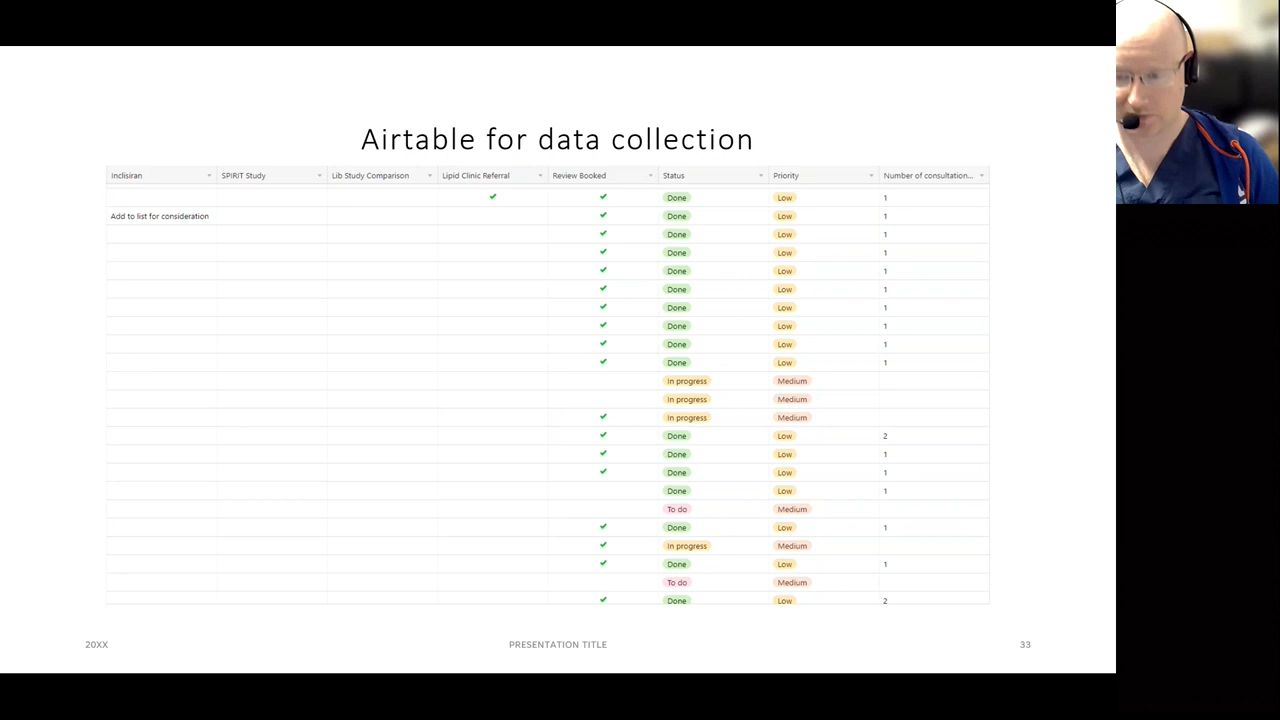 Airtable for data collection
Inclisiran SPIRIT Study Lib Study Comparison Lipid Clinic Referral Review Booked Status Priority Number of consultation...
Done Low 1
Add to list for consideration Done Low 1
Done Low 1
Done Low 1
Done Low 1
Done Low 1
Done Low 1
Done Low 1
Done Low 1
Done Low 1
In progress Medium
In progress Medium
In progress Medium
Done Low 2
Done Low 1
Done Low 1
Done Low 1
To do Medium
Done Low 1
In progress Medium
Done Low 1
To do Medium
Done Low 2
20XX PRESENTATION TITLE 33